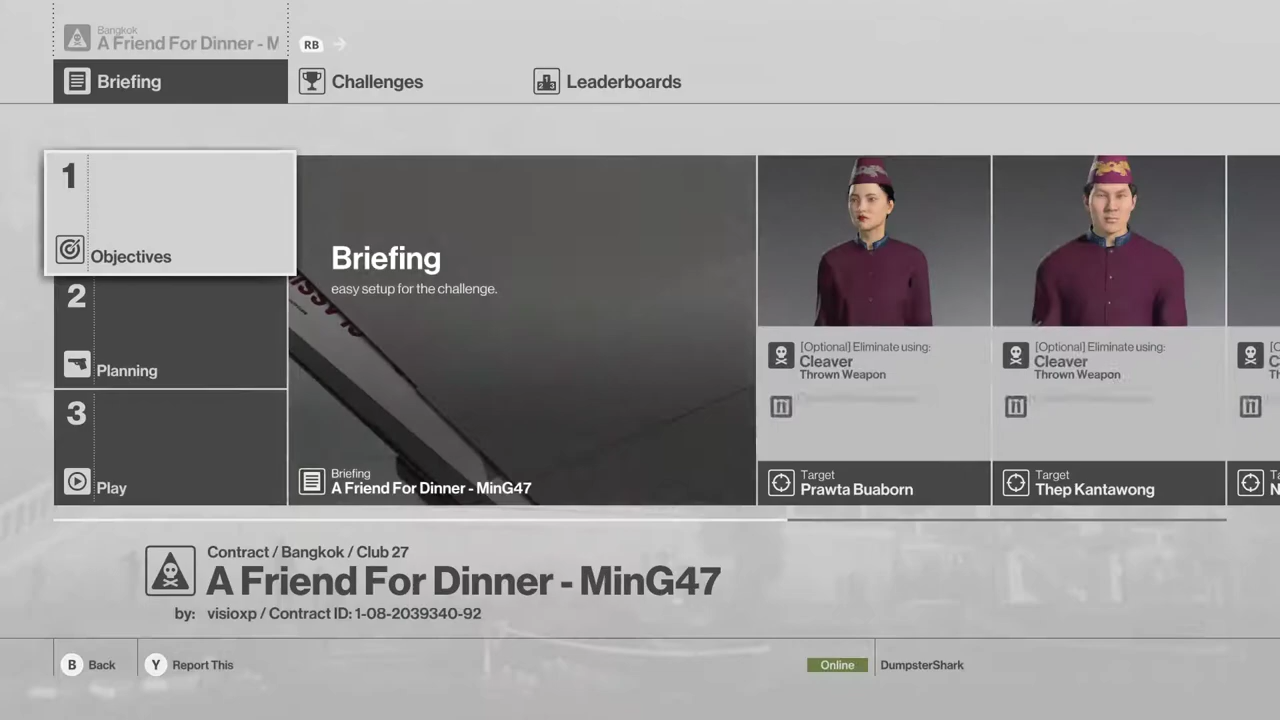 Bangkok
A Friend For Dinner - M
RB
Briefing
Challenges
Leaderboards
1
Objectives
2
Planning
3
Play
Briefing
easy setup for the challenge.
Briefing
A Friend For Dinner - MinG47
[Optional] Eliminate using:
Cleaver
Thrown Weapon
Target
Prawta Buaborn
[Optional] Eliminate using:
Cleaver
Thrown Weapon
Target
Thep Kantawong
Contract / Bangkok / Club 27
A Friend For Dinner - MinG47
by: visioxp / Contract ID: 1-08-2039340-92
B Back
Y Report This
Online
DumpsterShark